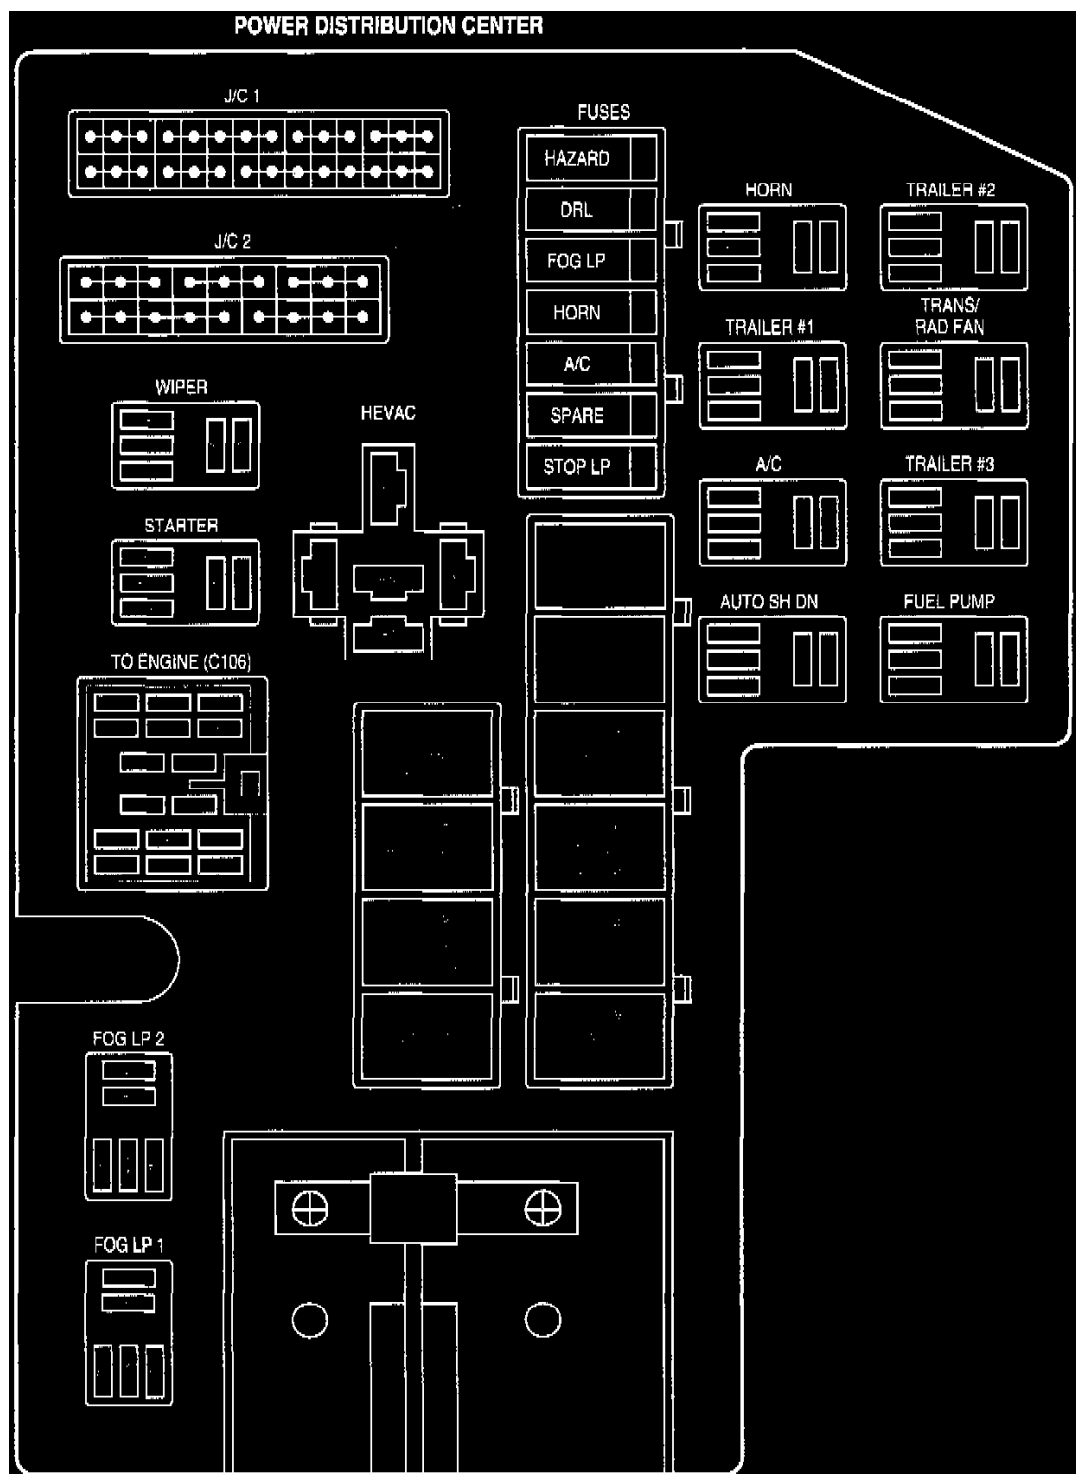 POWER DISTRIBUTION CENTER
J/C 1
FUSES
HAZARD
DRL
FOG LP
HORN
A/C
SPARE
STOP LP
HORN
TRAILER #2
TRAILER #1
TRANS/
RAD FAN
A/C
TRAILER #3
AUTO SH DN
FUEL PUMP
J/C 2
WIPER
HEVAC
STARTER
TO ENGINE (C106)
FOG LP 2
FOG LP 1